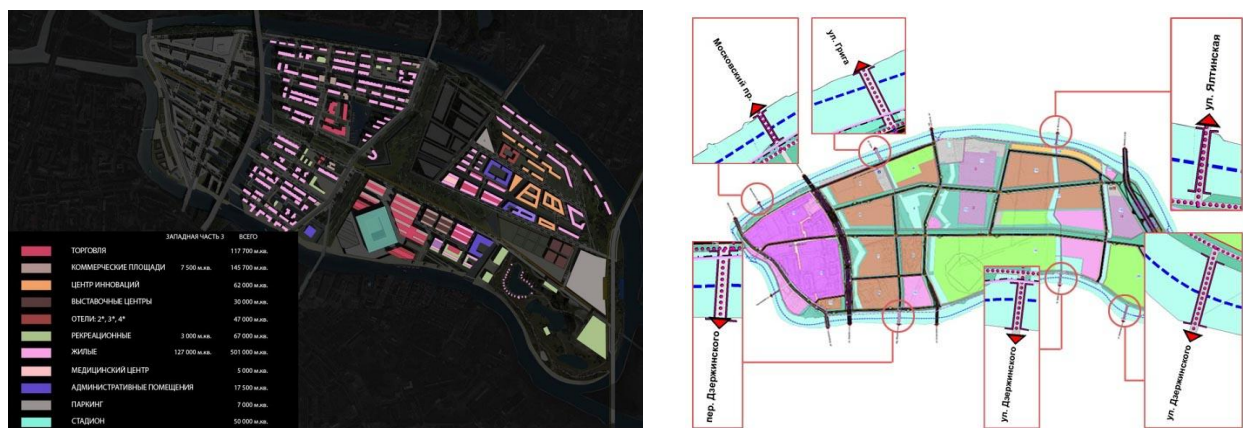 ЗАПАДНАЯ ЧАСТЬ 3 ВСЕГО
ТОРГОВЛЯ 117 700 М.КВ.
КОММЕРЧЕСКИЕ ПЛОЩАДИ 7 500 М.КВ. 145 700 М.КВ.
ЦЕНТР ИННОВАЦИЙ 62 000 М.КВ.
ВЫСТАВОЧНЫЕ ЦЕНТРЫ 30 000 М.КВ.
ОТЕЛИ: 2*, 3*, 4* 47 000 М.КВ.
РЕКРЕАЦИОННЫЕ 3 000 М.КВ. 67 000 М.КВ.
ЖИЛЫЕ 127 000 М.КВ. 501 000 М.КВ.
МЕДИЦИНСКИЙ ЦЕНТР 5 000 М.КВ.
АДМИНИСТРАТИВНЫЕ ПОМЕЩЕНИЯ 17 500 М.КВ.
ПАРКИНГ 7 000 М.КВ.
СТАДИОН 50 000 М.КВ.
Московский пр.
ул. Грига
ул. Ялтинская
пер. Дзержинского
ул. Дзержинского
ул. Дзержинского